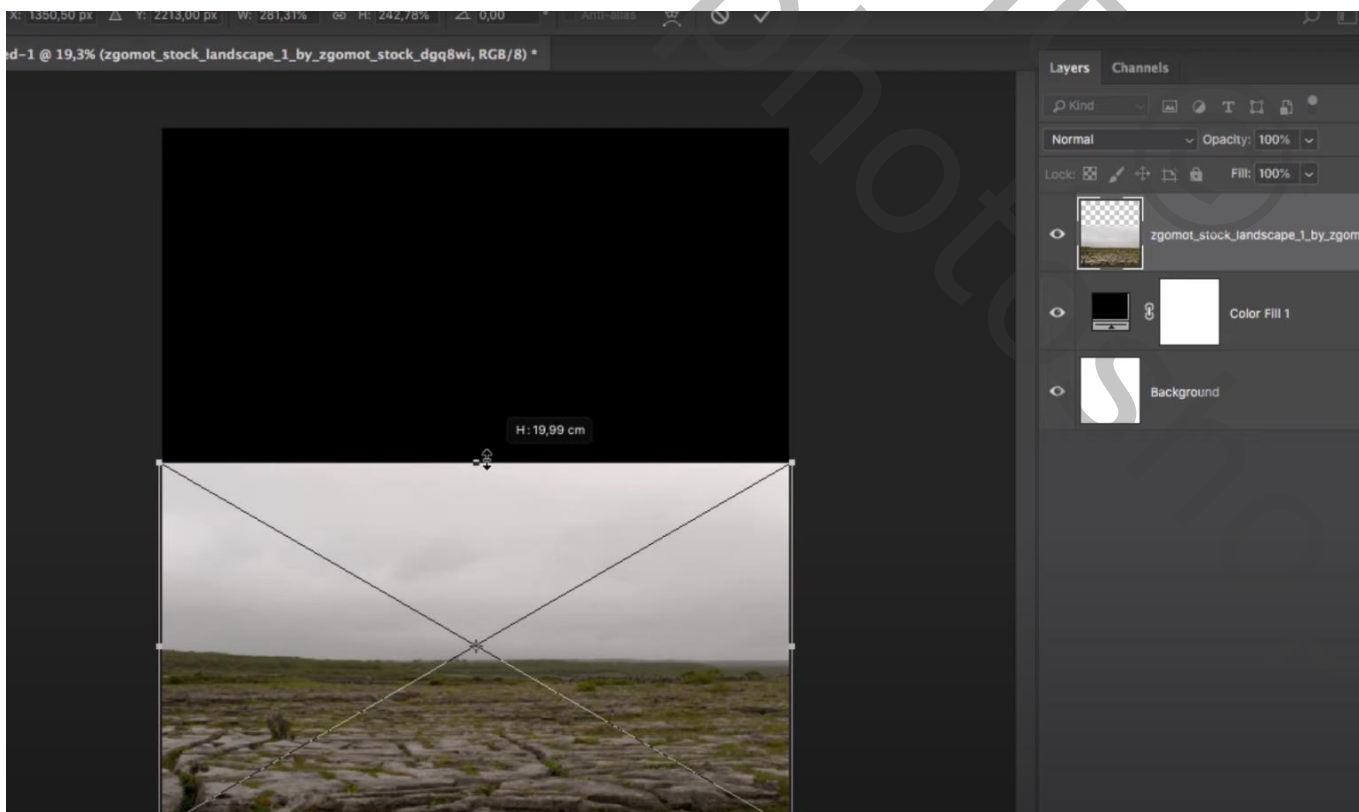 X: 1350,50 px Y: 2213,00 px W: 281,31% H: 242,78% 0,00 ° Anti-alias
ed-1 @ 19,3% (zgomot_stock_landscape_1_by_zgomot_stock_dgq8wi, RGB/8) *
Layers Channels
Kind
Normal Opacity: 100%
Lock: Fill: 100%
zgomot_stock_landscape_1_by_zgom
Color Fill 1
Background
H: 19,99 cm